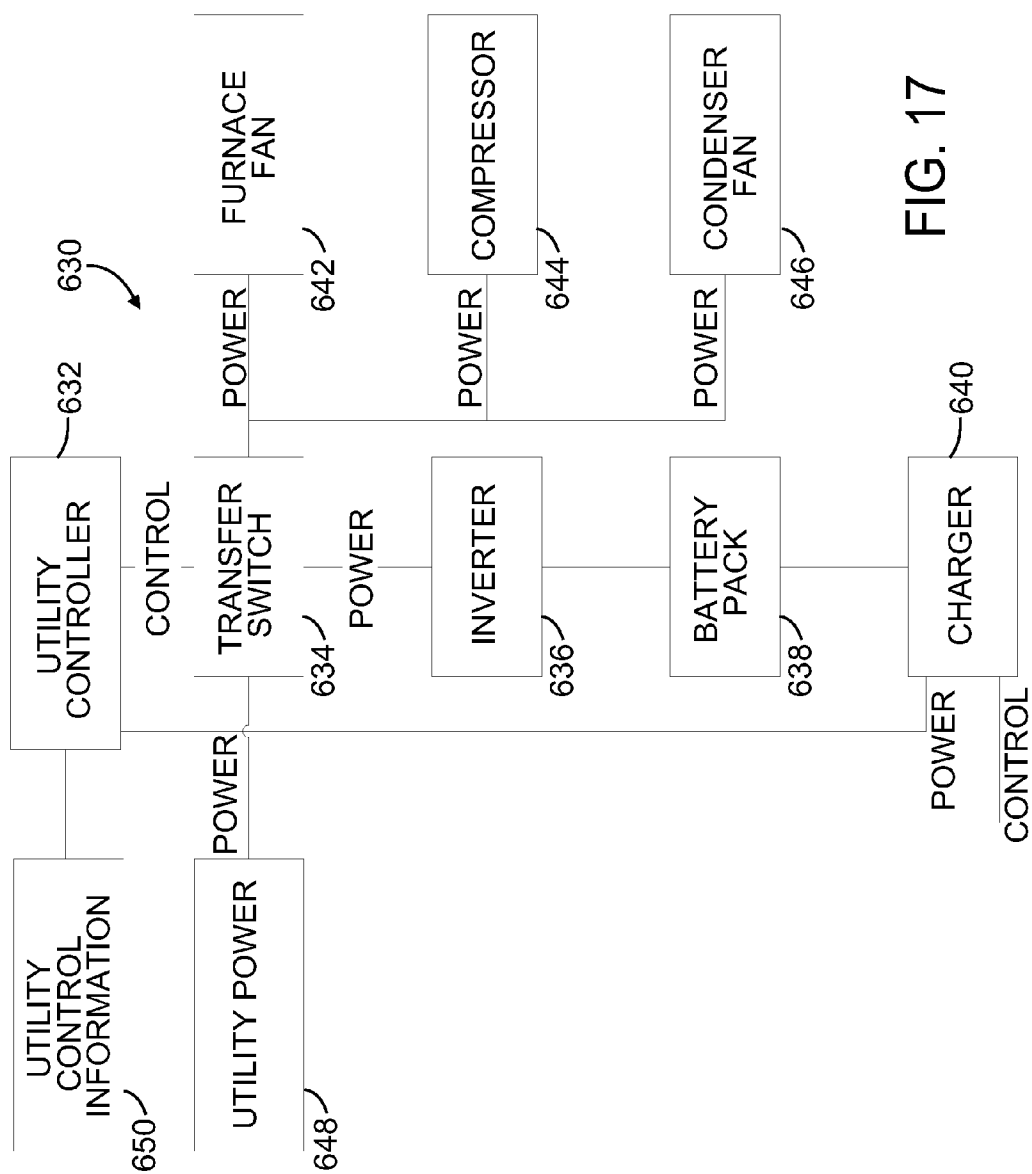 630
UTILITY
CONTROL
INFORMATION
650
UTILITY
CONTROLLER
632
CONTROL
UTILITY POWER
648
POWER
TRANSFER
SWITCH
634
POWER
FURNACE
FAN
642
POWER
INVERTER
636
POWER
COMPRESSOR
644
BATTERY
PACK
638
POWER
CONDENSER
FAN
646
POWER
CONTROL
CHARGER
640
FIG. 17